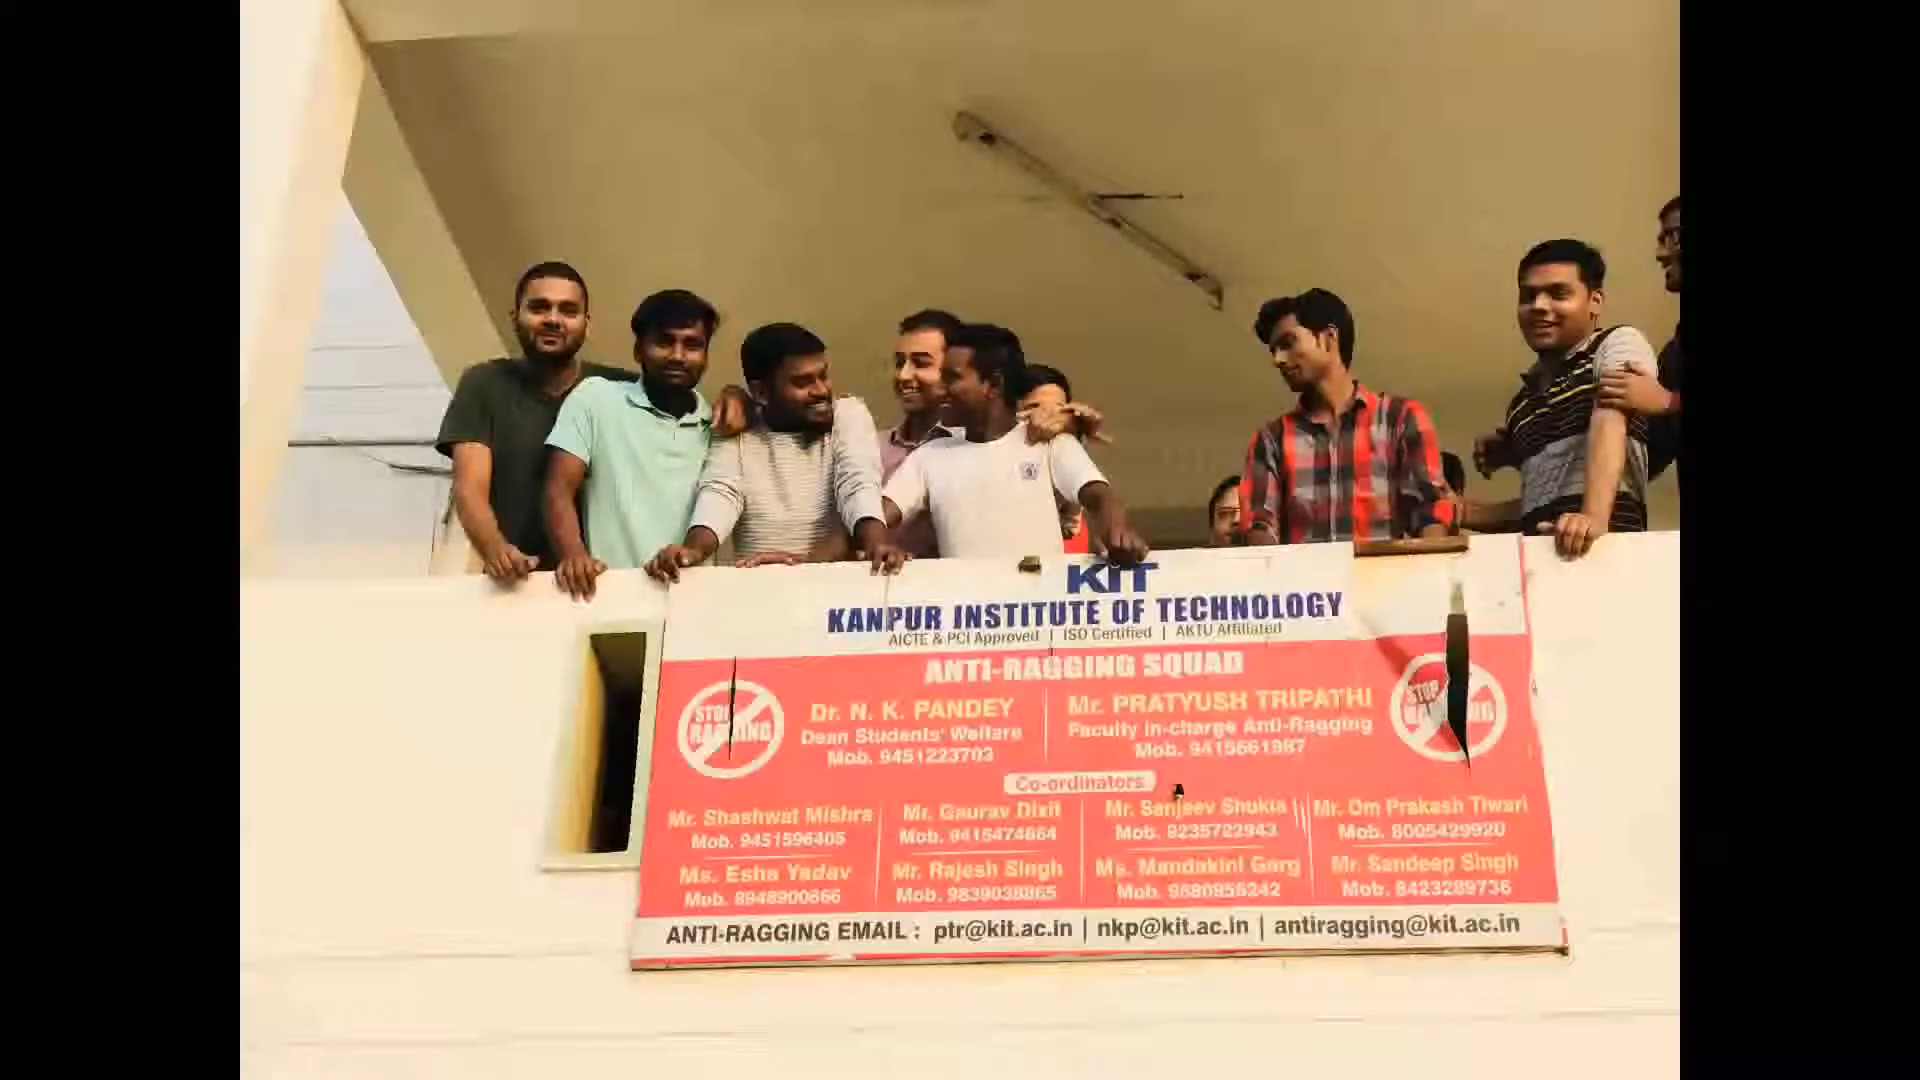 KIT
KANPUR INSTITUTE OF TECHNOLOGY
AICTE & PCI Approved | ISO Certified | AKTU Affiliated
ANTI-RAGGING SQUAD
STOP RAGGING
Dr. N. K. PANDEY
Dean Students' Welfare
Mob. 9451223703
Mr. PRATYUSH TRIPATHI
Faculty In-charge Anti-Ragging
Mob. 9415661987
STOP
Co-ordinators
Mr. Shashwat Mishra
Mob. 9451596405
Mr. Gaurav Dixit
Mob. 9415474664
Mr. Sanjeev Shukla
Mob. 9235722943
Mr. Om Prakash Tiwari
Mob. 8005429920
Ms. Esha Yadav
Mob. 8948900666
Mr. Rajesh Singh
Mob. 9839038865
Ms. Mandakini Garg
Mob. 9680956242
Mr. Sandeep Singh
Mob. 8423289736
ANTI-RAGGING EMAIL : ptr@kit.ac.in | nkp@kit.ac.in | antiragging@kit.ac.in